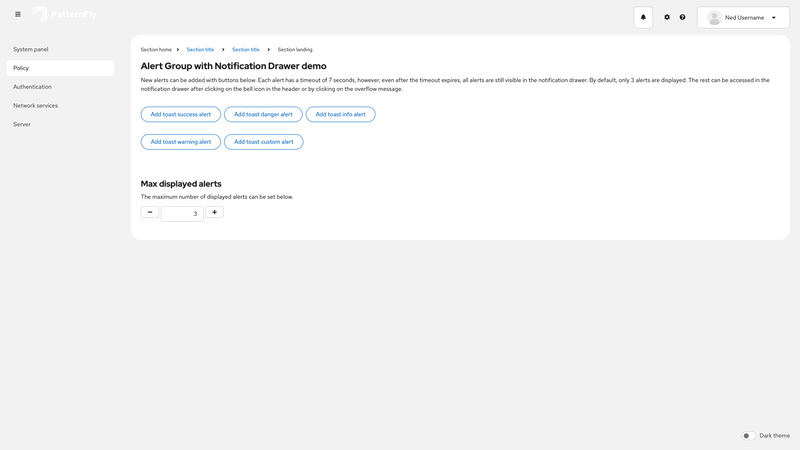 PatternFly
Ned Username
System panel
Policy
Authentication
Network services
Server
Section home
Section title
Section title
Section landing
Alert Group with Notification Drawer demo
New alerts can be added with buttons below. Each alert has a timeout of 7 seconds, however, even after the timeout expires, all alerts are still visible in the notification drawer. By default, only 3 alerts are displayed. The rest can be accessed in the
notification drawer after clicking on the bell icon in the header or by clicking on the overflow message.
Add toast success alert
Add toast danger alert
Add toast info alert
Add toast warning alert
Add toast custom alert
Max displayed alerts
The maximum number of displayed alerts can be set below.
3
Dark theme